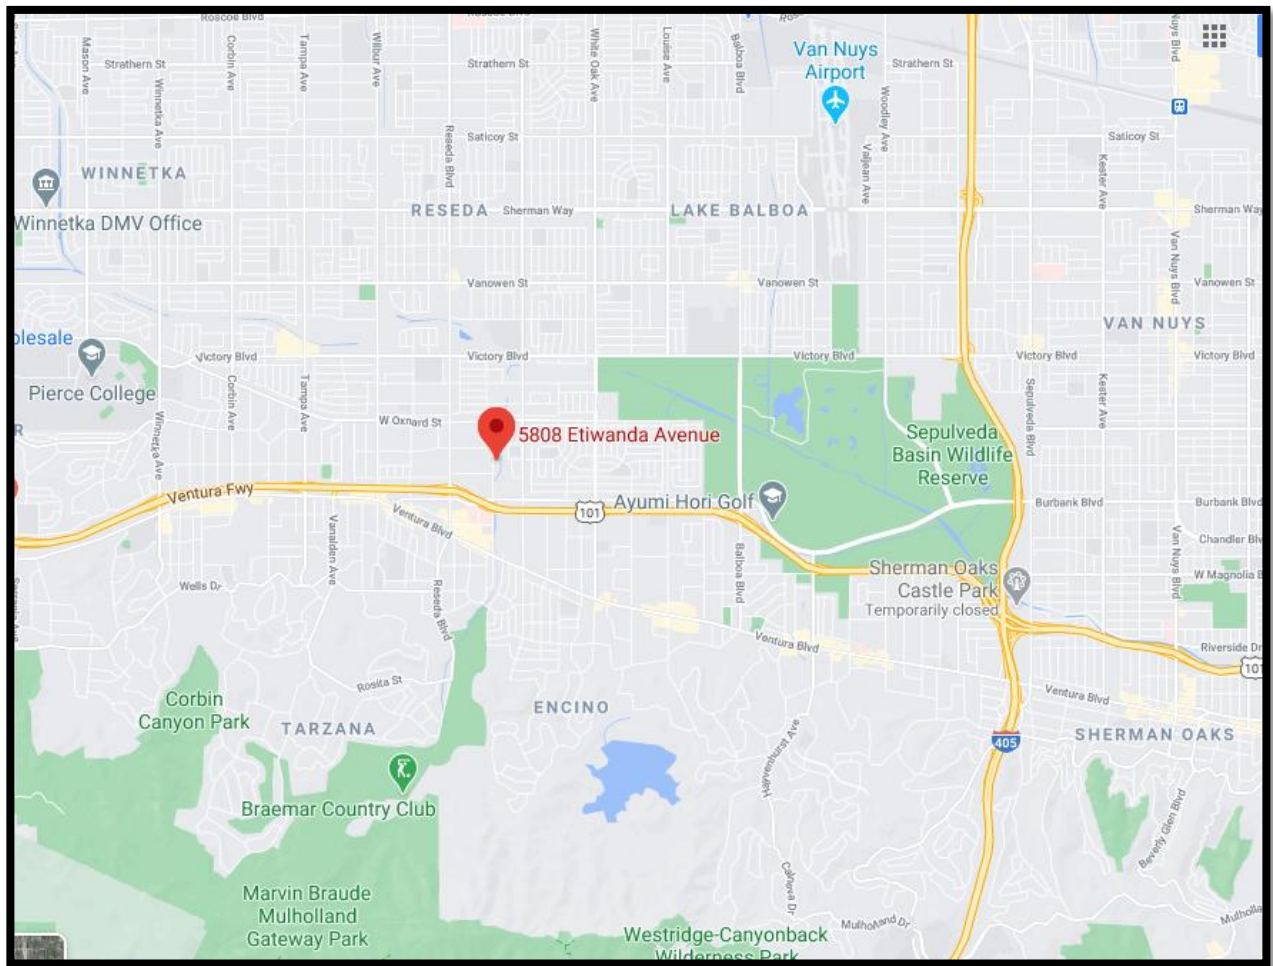 Roscoe Blvd
Van Nuys
Airport
Strathern St
Strathern St
Strathern St
Mason Ave
Winnetka Ave
Corbin Ave
Tampa Ave
Wilbur Ave
White Oak Ave
Louise Ave
Balboa Blvd
Woodley Ave
Valjean Ave
Nuys Blvd
Reseda Blvd
Saticoy St
Saticoy St
Kester Ave
WINNETKA
Winnetka DMV Office
RESEDA
Sherman Way
LAKE BALBOA
Sherman Way
Van Nuys Blvd
Vanowen St
Vanowen St
Vanowen St
VAN NUYS
olesale
Pierce College
Victory Blvd
Victory Blvd
Victory Blvd
Victory Blvd
Victory Blvd
Corbin Ave
Tampa Ave
Winnetka Ave
Sepulveda Blvd
Kester Ave
R
W Oxnard St
5808 Etiwanda Avenue
Sepulveda
Basin Wildlife
Reserve
Ventura Fwy
101
Ayumi Hori Golf
Burbank Blvd
Burbank Blvd
Ventura Blvd
Vanalden Ave
Balboa Blvd
Van Nuys Blvd
Chandler Blv
W Magnolia B
Sherman Oaks
Castle Park
Temporarily closed
Wells Dr
Reseda Blvd
Ventura Blvd
Riverside Dr
101
Rosita St
Corbin
Canyon Park
TARZANA
ENCINO
Ventura Blvd
405
SHERMAN OAKS
Hayvenhurst Ave
Braemar Country Club
Beverly Glen Blvd
Marvin Braude
Mulholland
Gateway Park
Calneva Dr
Mulholland Dr
Mulholla
Westridge-Canyonback
Wilderness Park